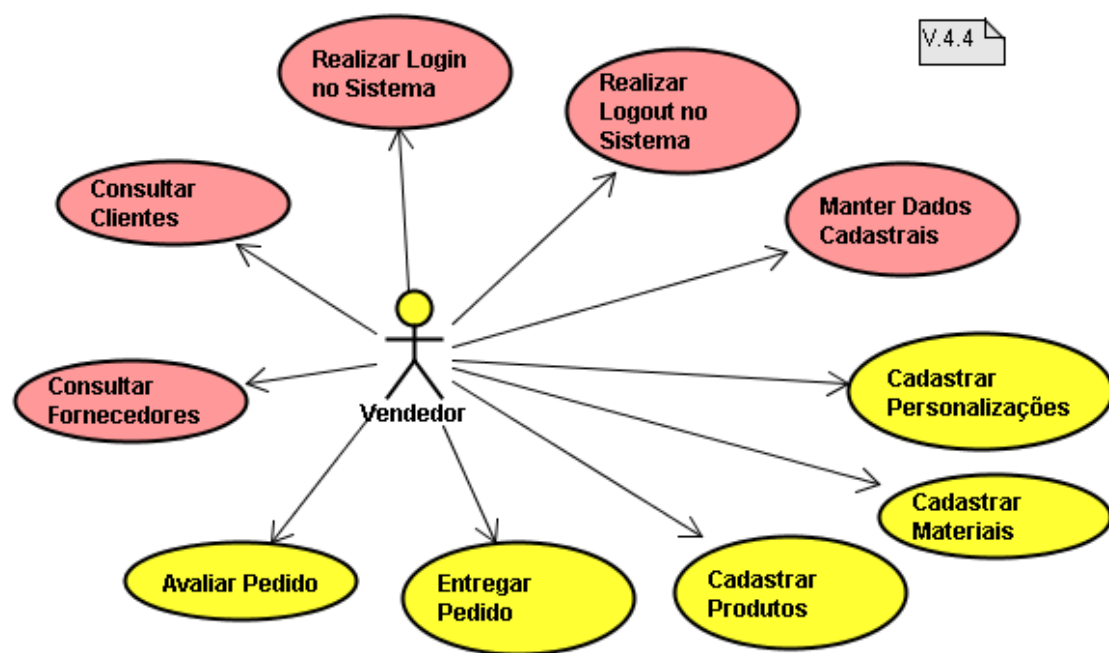 V.4.4
Realizar Login
no Sistema
Realizar
Logout no
Sistema
Consultar
Clientes
Manter Dados
Cadastrais
Consultar
Fornecedores
Vendedor
Cadastrar
Personalizações
Cadastrar
Materiais
Avaliar Pedido
Entregar
Pedido
Cadastrar
Produtos